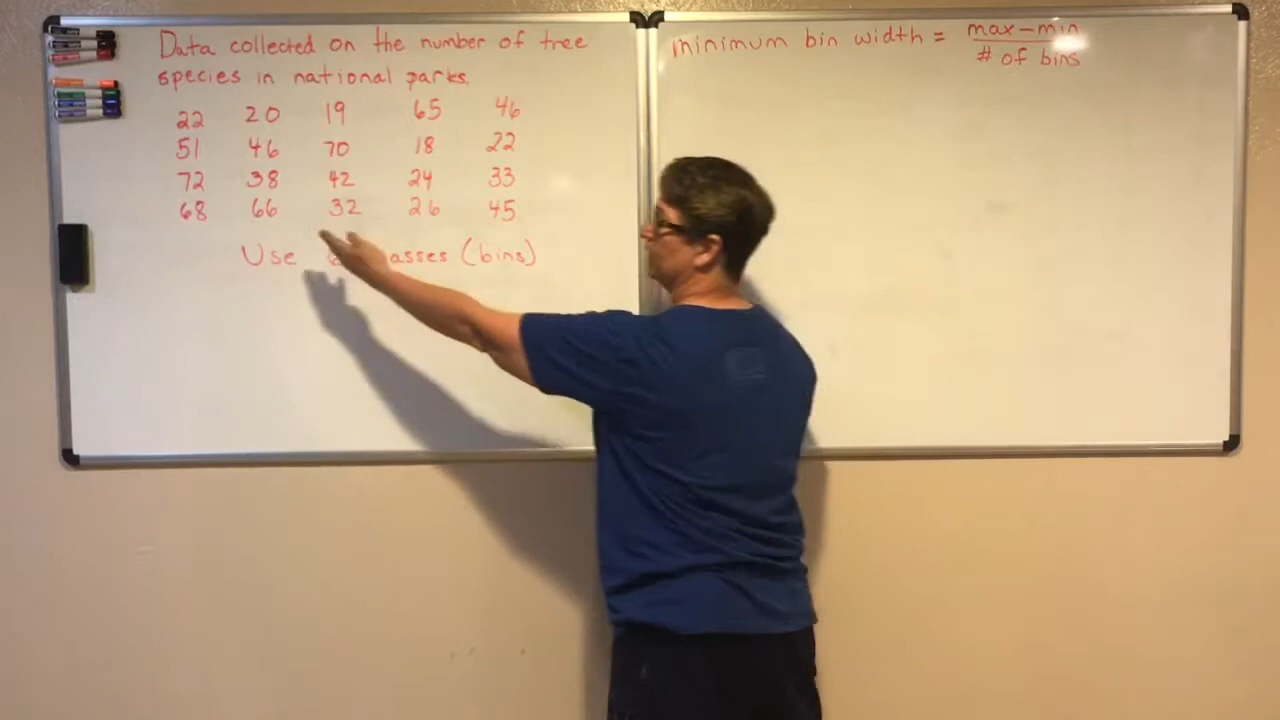 Data collected on the number of tree
species in national parks.
22 20 19 65 46
51 46 70 18 22
72 38 42 24 33
68 66 32 26 45
Use (bins)
minimum bin width = max-min
# of bins